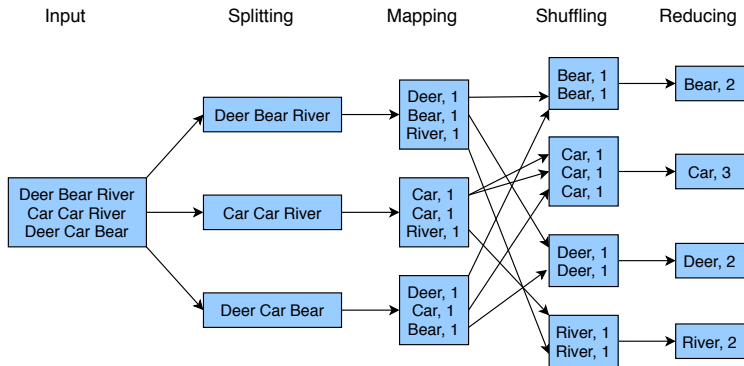 Input
Splitting
Mapping
Shuffling
Reducing
Deer Bear River
Car Car River
Deer Car Bear
Deer Bear River
Car Car River
Deer Car Bear
Deer, 1
Bear, 1
River, 1
Car, 1
Car, 1
River, 1
Deer, 1
Car, 1
Bear, 1
Bear, 1
Bear, 1
Car, 1
Car, 1
Car, 1
Deer, 1
Deer, 1
River, 1
River, 1
Bear, 2
Car, 3
Deer, 2
River, 2